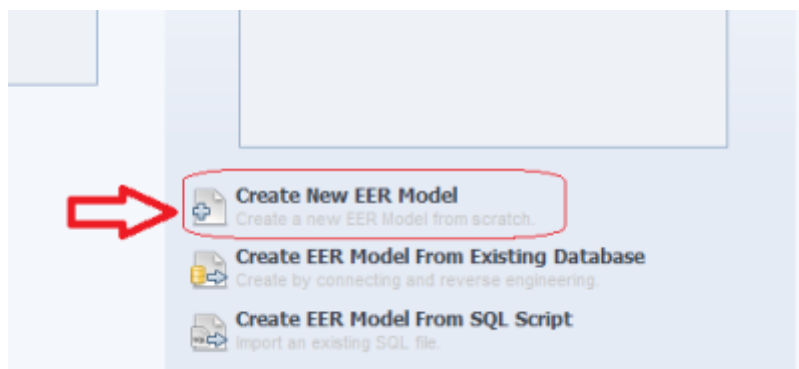 Create New EER Model
Create a new EER Model from scratch.
Create EER Model From Existing Database
Create by connecting and reverse engineering.
Create EER Model From SQL Script
Import an existing SQL file.